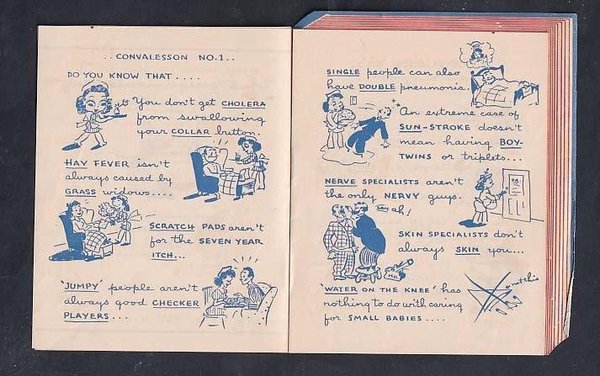 .. CONVALESSON NO.1 ..
DO YOU KNOW THAT ....
You don't get CHOLERA
from swallowing
your COLLAR button.
HAY FEVER isn't
always caused by
GRASS widows....
SCRATCH PADS aren't
for the SEVEN YEAR
ITCH...
'JUMPY' people aren't
always good CHECKER
PLAYERS...
SINGLE people can also
have DOUBLE pneumonia
An extreme case of
SUN-STROKE doesn't
mean having BOY-
TWINS or triplets...
NERVE SPECIALISTS aren't
the only NERVY guys.
say ah!
SKIN SPECIALISTS don't
always SKIN you...
'WATER ON THE KNEE' has
nothing to do with caring
for SMALL BABIES....
not this